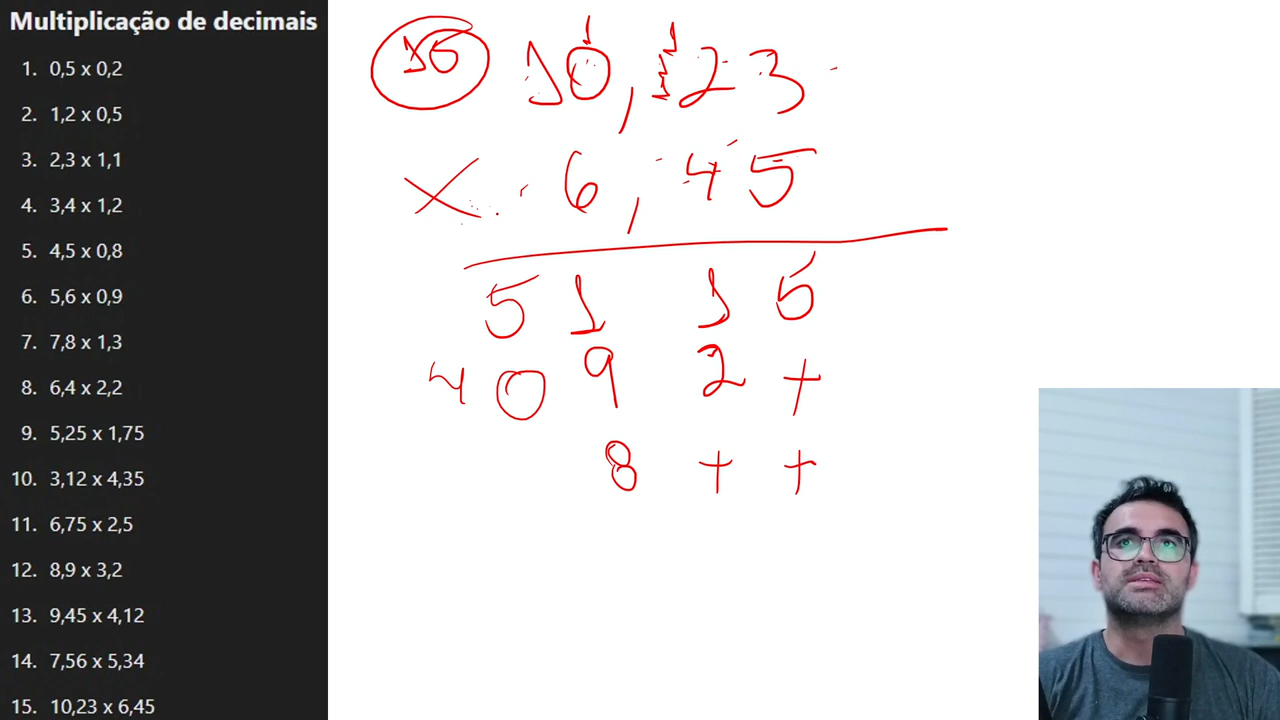 Multiplicação de decimais
1. 0,5 x 0,2
2. 1,2 x 0,5
3. 2,3 x 1,1
4. 3,4 x 1,2
5. 4,5 x 0,8
6. 5,6 x 0,9
7. 7,8 x 1,3
8. 6,4 x 2,2
9. 5,25 x 1,75
10. 3,12 x 4,35
11. 6,75 x 2,5
12. 8,9 x 3,2
13. 9,45 x 4,12
14. 7,56 x 5,34
15. 10,23 x 6,45
15 10,23
x 6,45
5 1 1 5
4 0 9 2 +
8 + +